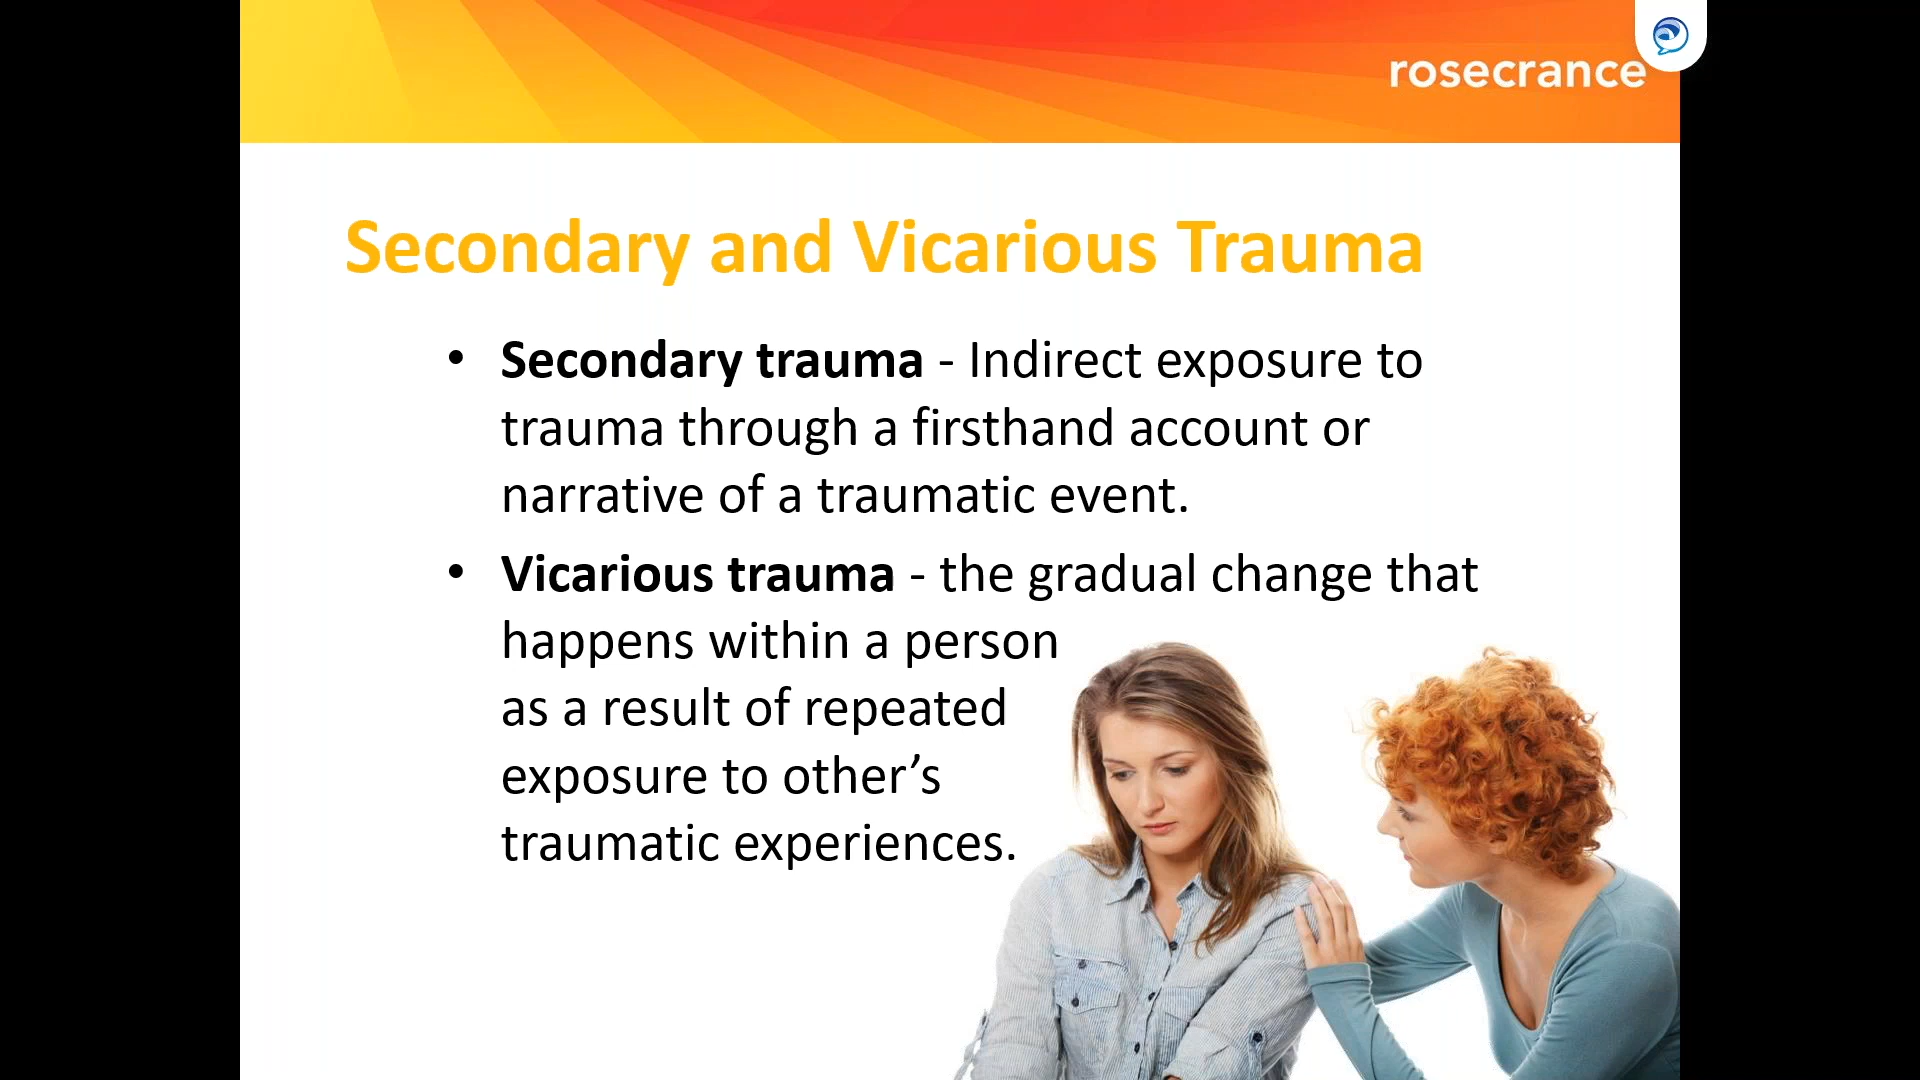 rosecrance
Secondary and Vicarious Trauma
• Secondary trauma - Indirect exposure to
trauma through a firsthand account or
narrative of a traumatic event.
• Vicarious trauma - the gradual change that
happens within a person
as a result of repeated
exposure to other’s
traumatic experiences.